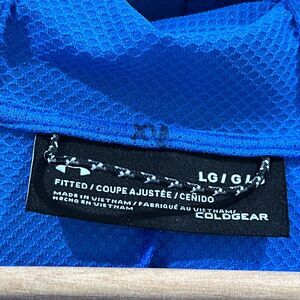 LG / G /
FITTED / COUPE AJUSTÉE / CEÑIDO
MADE IN VIETNAM / FABRIQUÉ AU VIETNAM/
HECHO EN VIETNAM
COLDGEAR